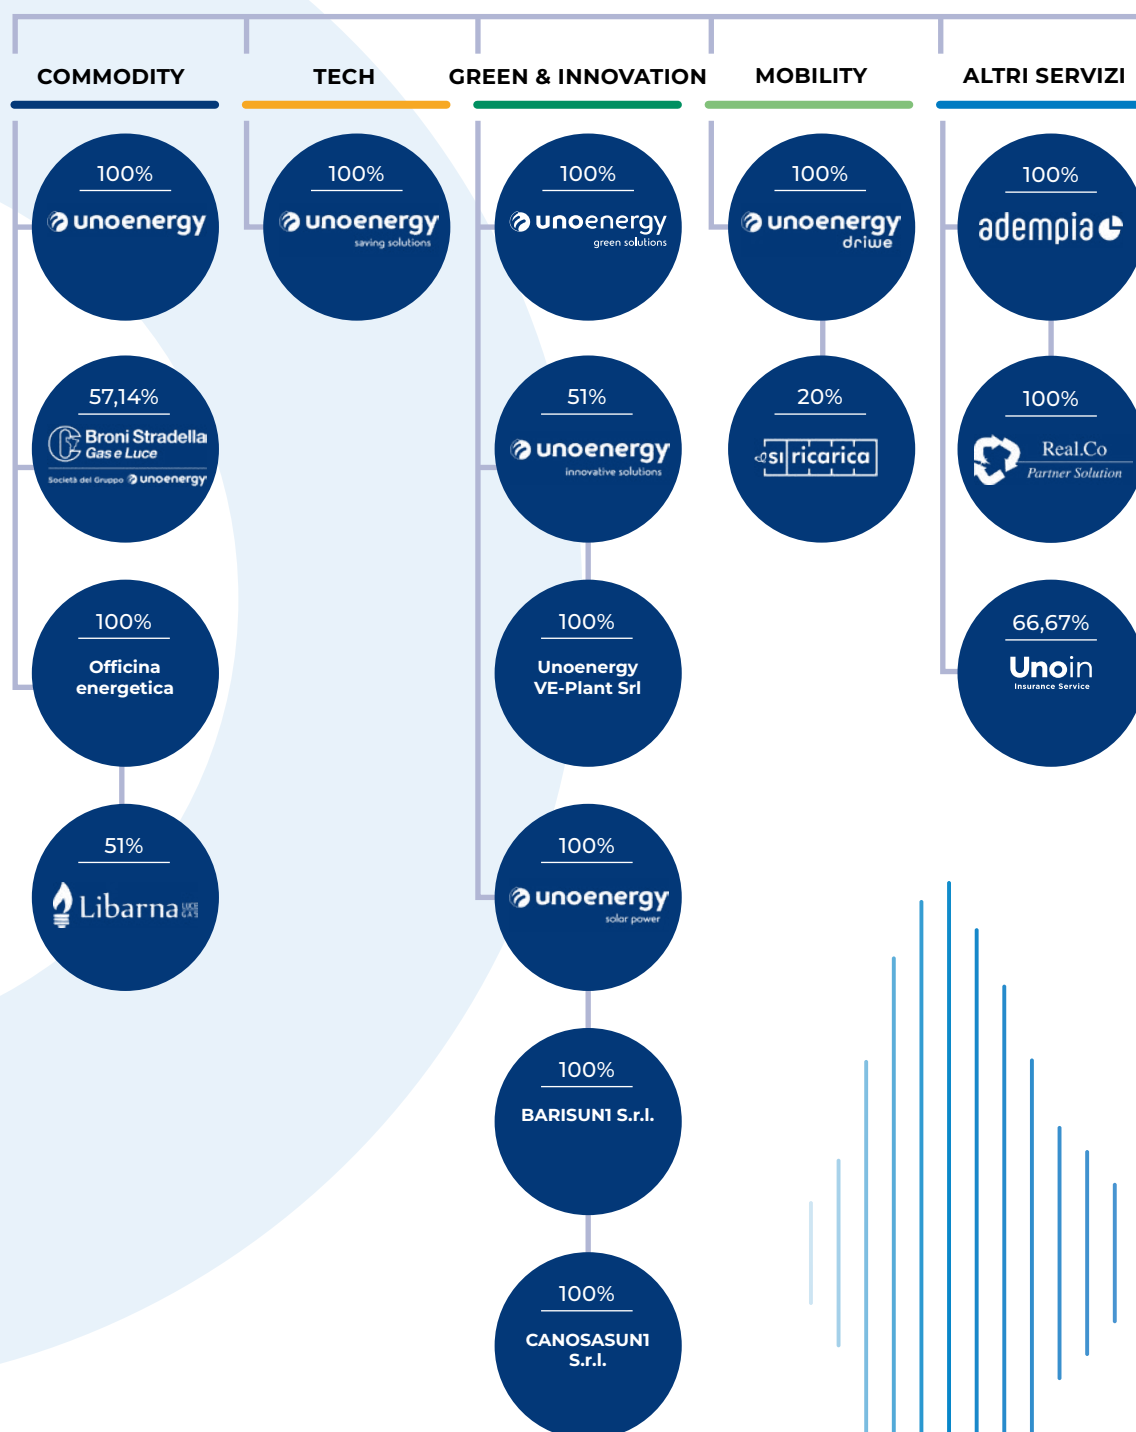 COMMODITY
TECH
GREEN & INNOVATION
MOBILITY
ALTRI SERVIZI
100%
unoenergy
57,14%
Broni Stradella
Gas e Luce
Società del Gruppo unoenergy
100%
Officina
energetica
51%
Libarna LUCE
GAS
100%
unoenergy
saving solutions
100%
unoenergy
green solutions
51%
unoenergy
innovative solutions
100%
Unoenergy
VE-Plant Srl
100%
unoenergy
solar power
100%
BARISUN1 S.r.l.
100%
CANOSASUN1
S.r.l.
100%
unoenergy
driwe
20%
si ricarica
100%
adempia
100%
Real.Co
Partner Solution
66,67%
Unoin
Insurance Service